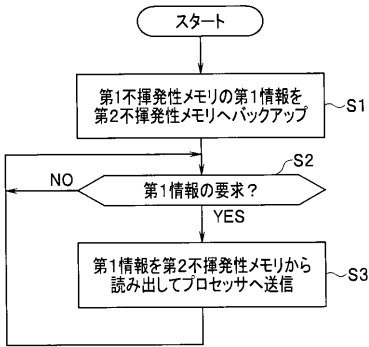 スタート
第1不揮発性メモリの第1情報を
第2不揮発性メモリへバックアップ
S1
S2
第1情報の要求？
NO
YES
第1情報を第2不揮発性メモリから
読み出してプロセッサへ送信
S3